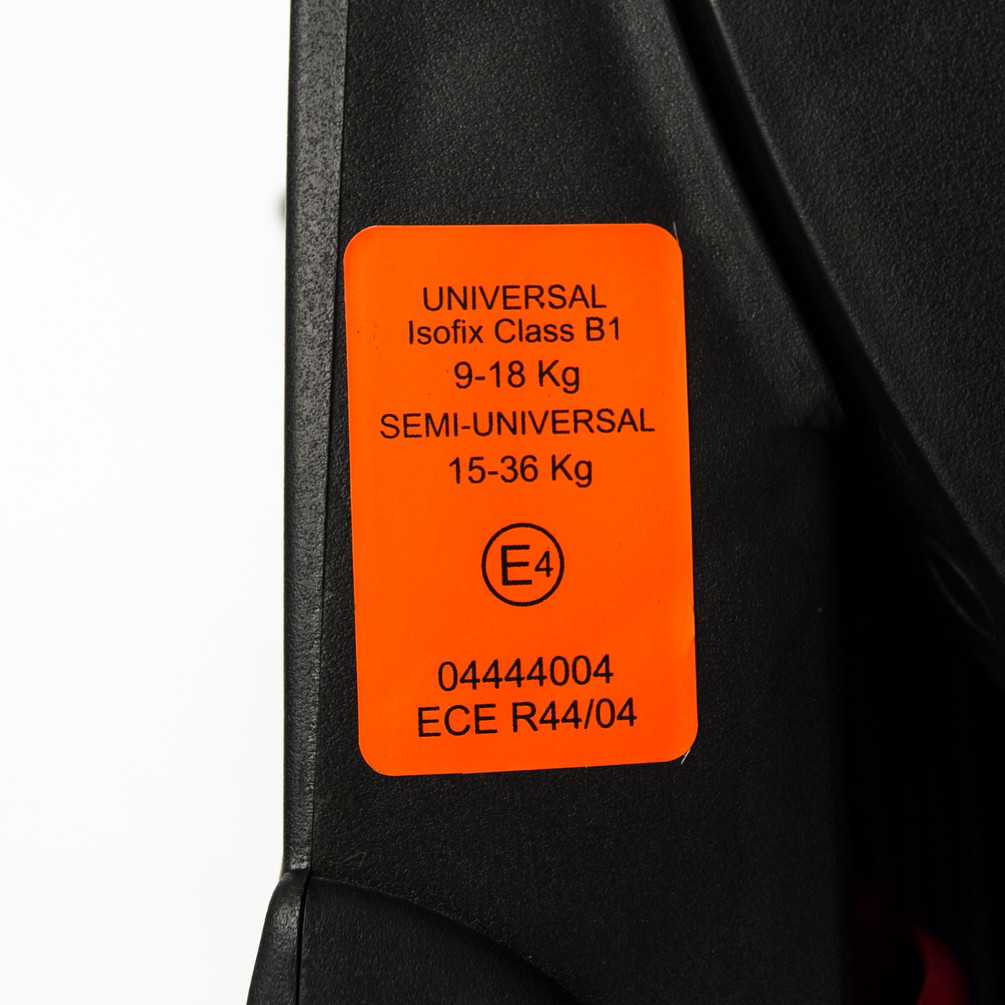 UNIVERSAL
Isofix Class B1
9-18 Kg
SEMI-UNIVERSAL
15-36 Kg
E4
04444004
ECE R44/04